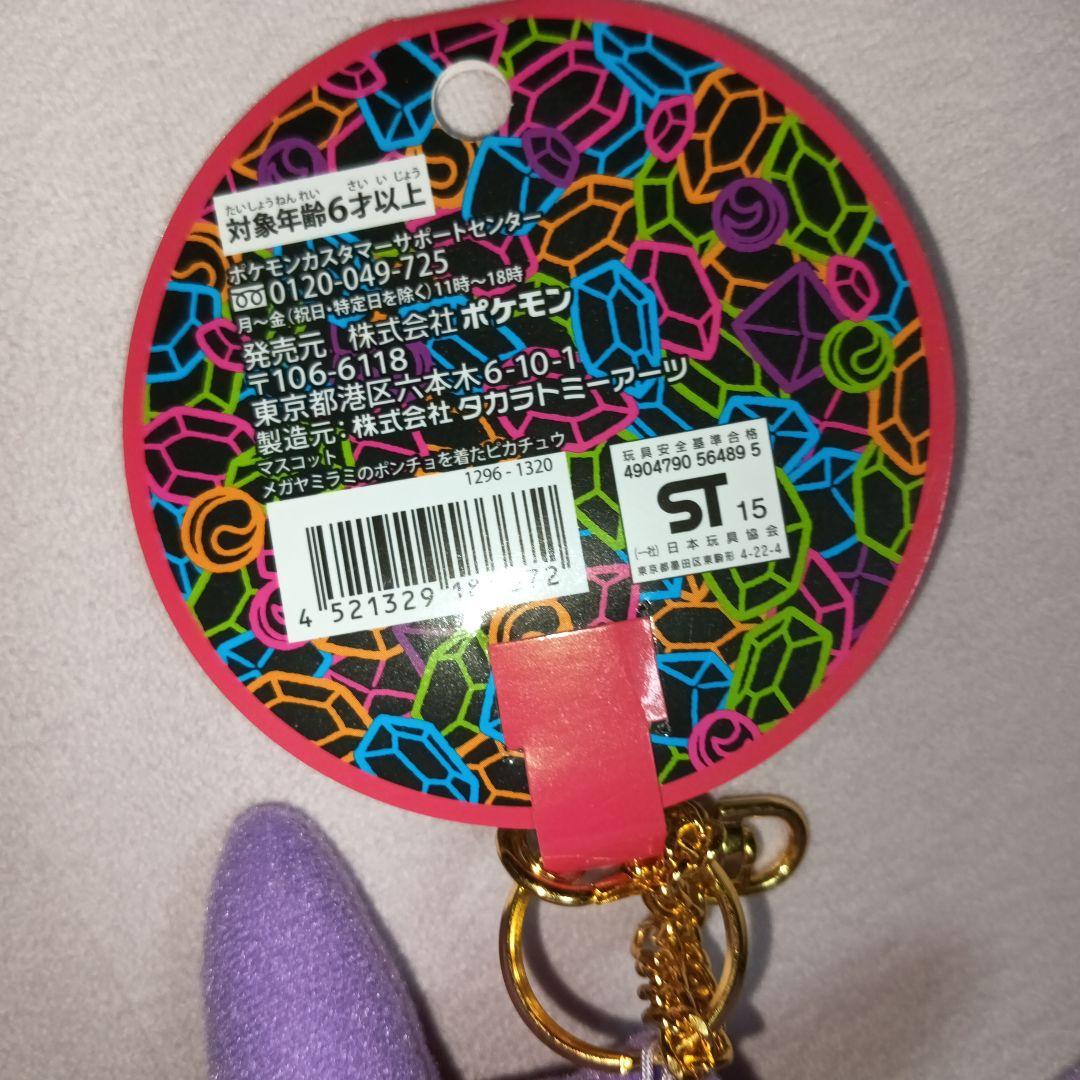 たいしょうねんれい さいいじょう
対象年齢6才以上
ポケモンカスタマーサポートセンター
0120-049-725
月～金(祝日・特定日を除く)11時～18時
発売元 株式会社ポケモン
〒106-6118
東京都港区六本木6-10-1
製造元:株式会社タカラトミーアーツ
マスコット
メガヤミラミのポンチョを着たピカチュウ
1296-1320
4 521329
72
玩具安全基準合格
4904790 56489 5
ST 15
(一社)日本玩具協会
東京都墨田区東駒形 4-22-4